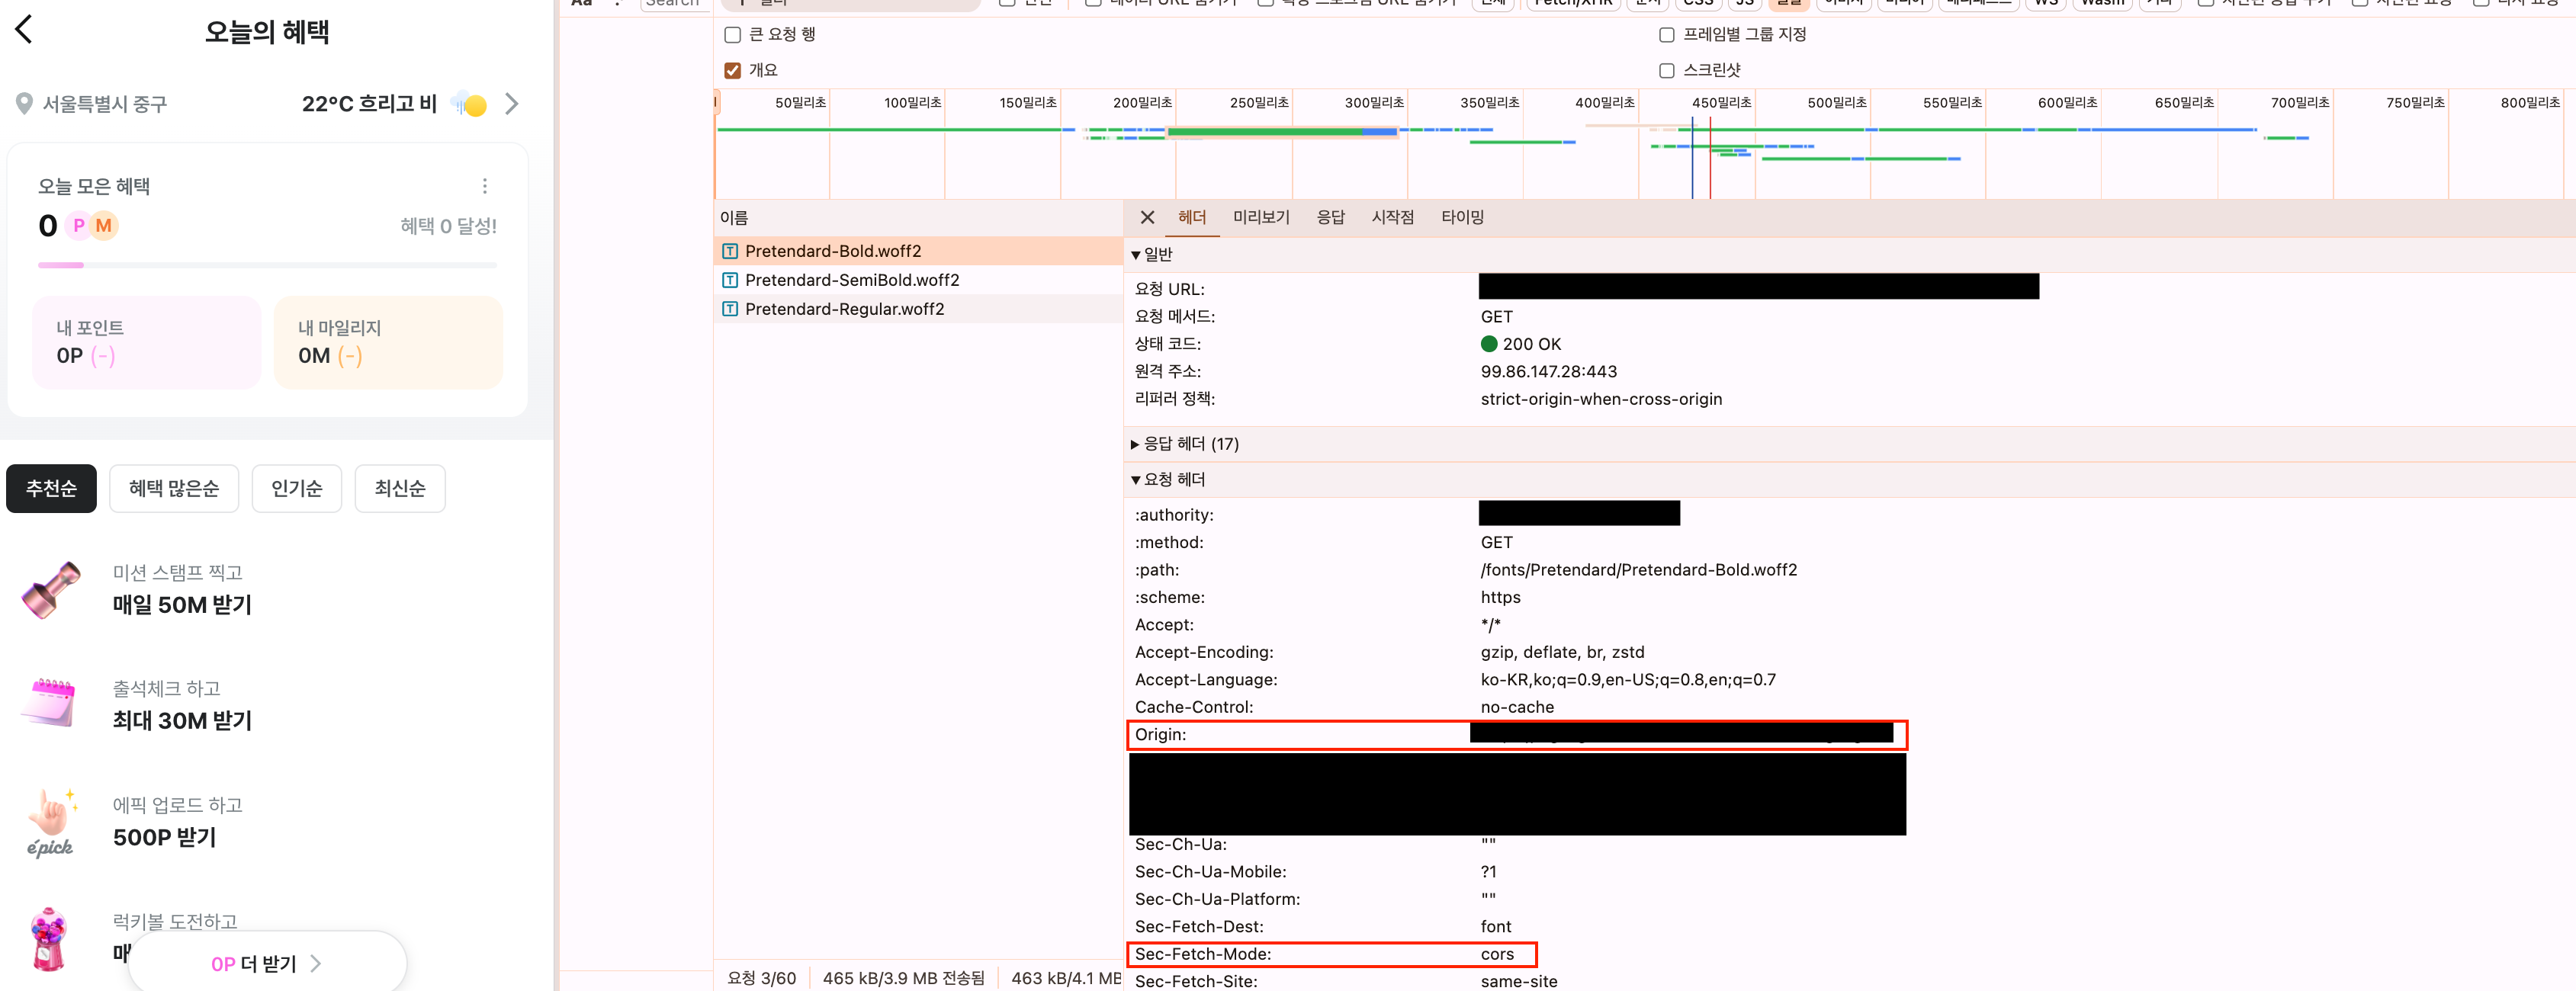 오늘의 혜택
서울특별시 중구
22°C 흐리고 비
오늘 모은 혜택
0 P M
혜택 0 달성!
내 포인트
0P (-)
내 마일리지
0M (-)
추천순
혜택 많은순
인기순
최신순
미션 스탬프 찍고
매일 50M 받기
출석체크 하고
최대 30M 받기
에픽 업로드 하고
500P 받기
épick
럭키볼 도전하고
매
0P 더 받기
Aa
Search
Fetch/XHR
CSS
JS
WS
Wasm
큰 요청 행
프레임별 그룹 지정
개요
스크린샷
50밀리초
100밀리초
150밀리초
200밀리초
250밀리초
300밀리초
350밀리초
400밀리초
450밀리초
500밀리초
550밀리초
600밀리초
650밀리초
700밀리초
750밀리초
800밀리초
이름
Pretendard-Bold.woff2
Pretendard-SemiBold.woff2
Pretendard-Regular.woff2
요청 3/60
465 kB/3.9 MB 전송됨
463 kB/4.1 MB
헤더
미리보기
응답
시작점
타이밍
일반
요청 URL:
요청 메서드: GET
상태 코드: 200 OK
원격 주소: 99.86.147.28:443
리퍼러 정책: strict-origin-when-cross-origin
응답 헤더 (17)
요청 헤더
:authority:
:method: GET
:path: /fonts/Pretendard/Pretendard-Bold.woff2
:scheme: https
Accept: */*
Accept-Encoding: gzip, deflate, br, zstd
Accept-Language: ko-KR,ko;q=0.9,en-US;q=0.8,en;q=0.7
Cache-Control: no-cache
Origin:
Sec-Ch-Ua: ""
Sec-Ch-Ua-Mobile: ?1
Sec-Ch-Ua-Platform: ""
Sec-Fetch-Dest: font
Sec-Fetch-Mode: cors
Sec-Fetch-Site: same-site